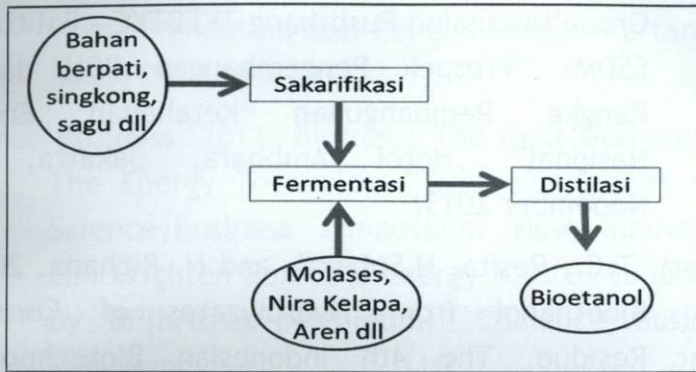 Bahan
berpati,
singkong,
sagu dll
Sakarifikasi
Fermentasi
Distilasi
Molases,
Nira Kelapa,
Aren dll
Bioetanol